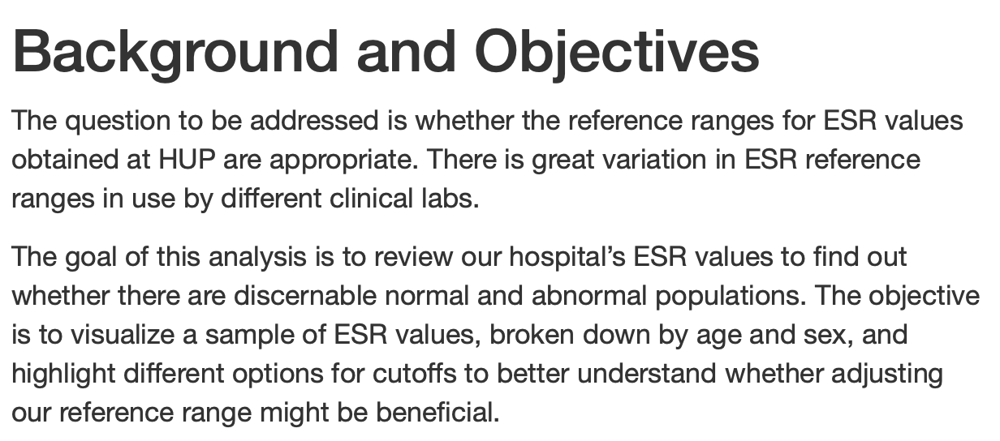 Background and Objectives
The question to be addressed is whether the reference ranges for ESR values
obtained at HUP are appropriate. There is great variation in ESR reference
ranges in use by different clinical labs.
The goal of this analysis is to review our hospital’s ESR values to find out
whether there are discernable normal and abnormal populations. The objective
is to visualize a sample of ESR values, broken down by age and sex, and
highlight different options for cutoffs to better understand whether adjusting
our reference range might be beneficial.